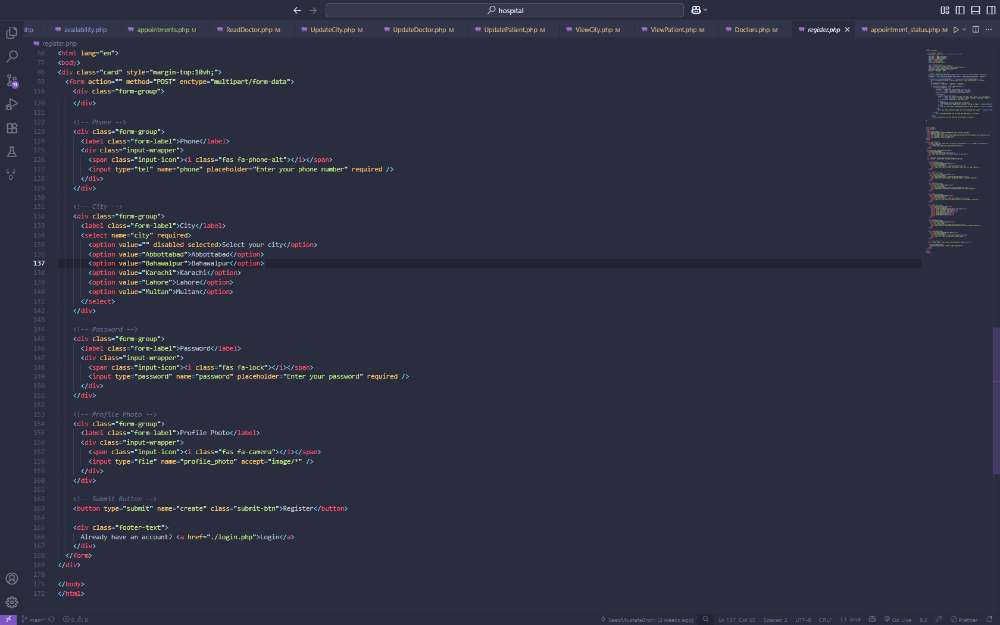 hospital
php
availability.php
appointments.php U
ReadDoctor.php M
UpdateCity.php M
UpdateDoctor.php M
UpdatePatient.php M
ViewCity.php M
ViewPatient.php M
Doctors.php M
register.php
appointment_status.php M
register.php
68 <html lang="en">
77 <body>
86 <div class="card" style="margin-top:10vh;">
93 <form action="" method="POST" enctype="multipart/form-data">
114 <div class="form-group">
120 </div>
121
122 <!-- Phone -->
123 <div class="form-group">
124 <label class="form-label">Phone</label>
125 <div class="input-wrapper">
126 <span class="input-icon"><i class="fas fa-phone-alt"></i></span>
127 <input type="tel" name="phone" placeholder="Enter your phone number" required />
128 </div>
129 </div>
130
131 <!-- City -->
132 <div class="form-group">
133 <label class="form-label">City</label>
134 <select name="city" required>
135 <option value="" disabled selected>Select your city</option>
136 <option value="Abbottabad">Abbottabad</option>
137 <option value="Bahawalpur">Bahawalpur</option>
138 <option value="Karachi">Karachi</option>
139 <option value="Lahore">Lahore</option>
140 <option value="Multan">Multan</option>
141 </select>
142 </div>
143
144 <!-- Password -->
145 <div class="form-group">
146 <label class="form-label">Password</label>
147 <div class="input-wrapper">
148 <span class="input-icon"><i class="fas fa-lock"></i></span>
149 <input type="password" name="password" placeholder="Enter your password" required />
150 </div>
151 </div>
152
153 <!-- Profile Photo -->
154 <div class="form-group">
155 <label class="form-label">Profile Photo</label>
156 <div class="input-wrapper">
157 <span class="input-icon"><i class="fas fa-camera"></i></span>
158 <input type="file" name="profile_photo" accept="image/*" />
159 </div>
160 </div>
161
162 <!-- Submit Button -->
163 <button type="submit" name="create" class="submit-btn">Register</button>
164
165 <div class="footer-text">
166 Already have an account? <a href="./login.php">Login</a>
167 </div>
168 </form>
169 </div>
170
171 </body>
172 </html>
13
main* 0 0 SaadMustafaBrohi (2 weeks ago) Ln 137, Col 55 Spaces: 2 UTF-8 CRLF {} PHP Go Live 8.4 Prettier